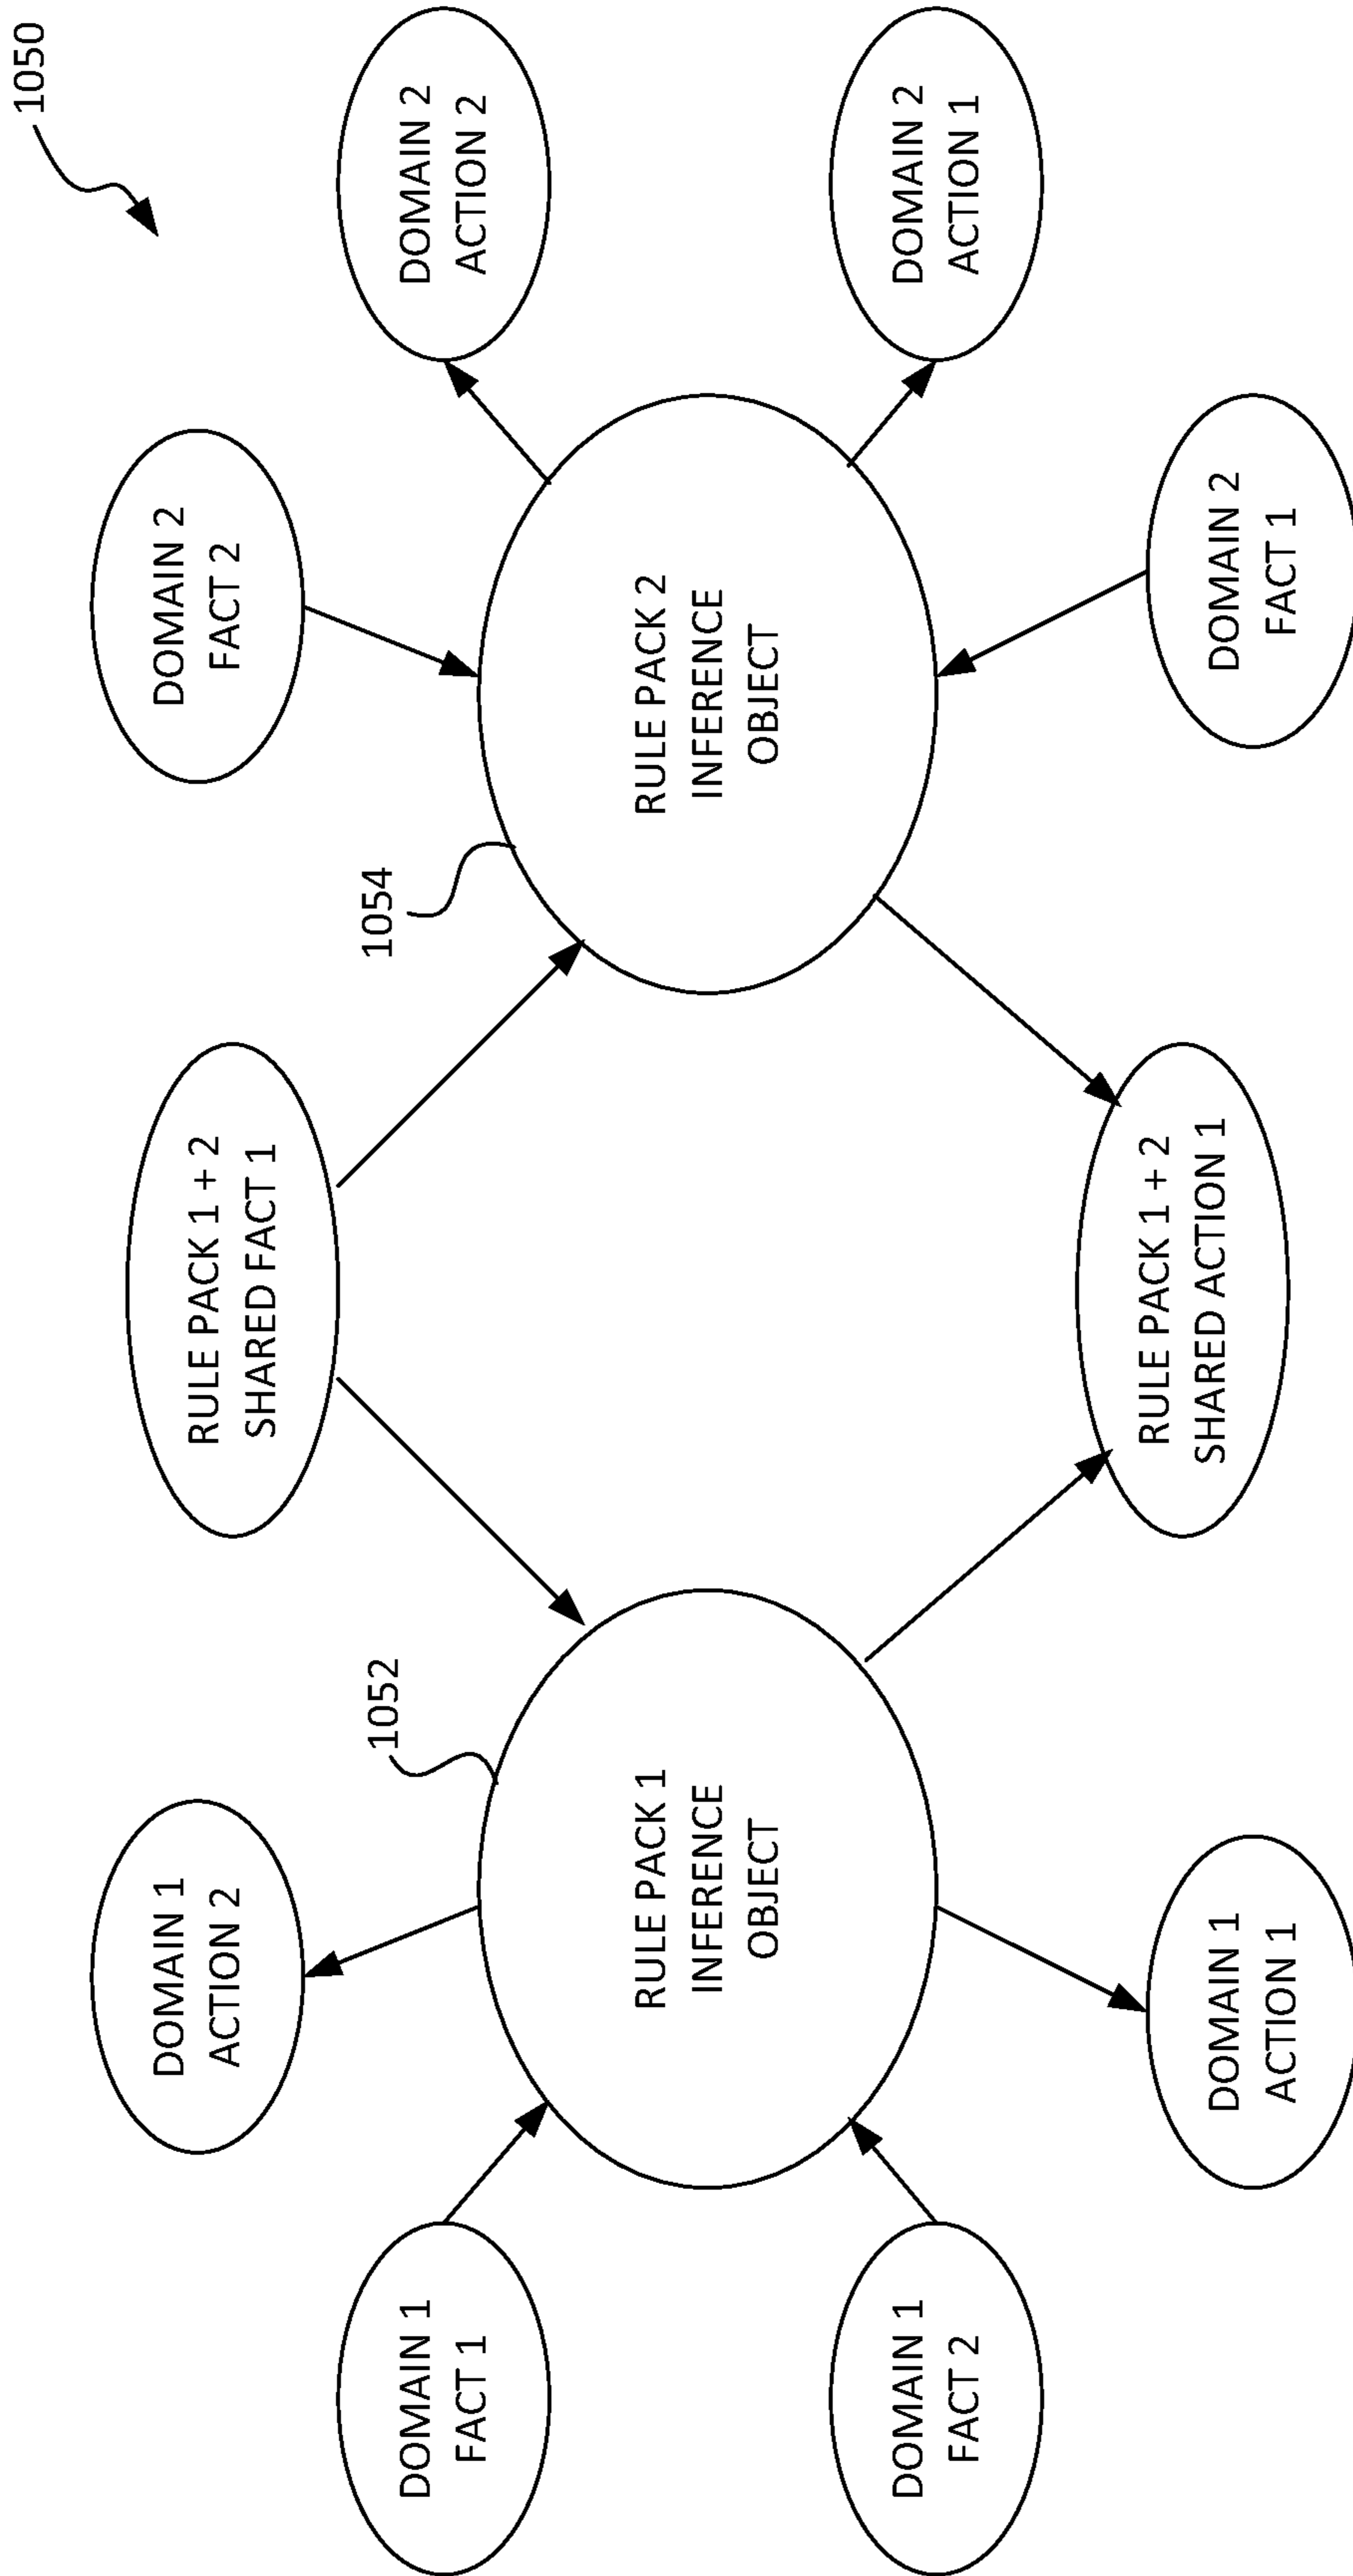 1050
DOMAIN 1
ACTION 2
RULE PACK 1 + 2
SHARED FACT 1
DOMAIN 2
FACT 2
DOMAIN 1
FACT 1
1052
1054
DOMAIN 2
ACTION 2
RULE PACK 1
INFERENCE
OBJECT
RULE PACK 2
INFERENCE
OBJECT
DOMAIN 1
FACT 2
DOMAIN 2
ACTION 1
DOMAIN 1
ACTION 1
RULE PACK 1 + 2
SHARED ACTION 1
DOMAIN 2
FACT 1